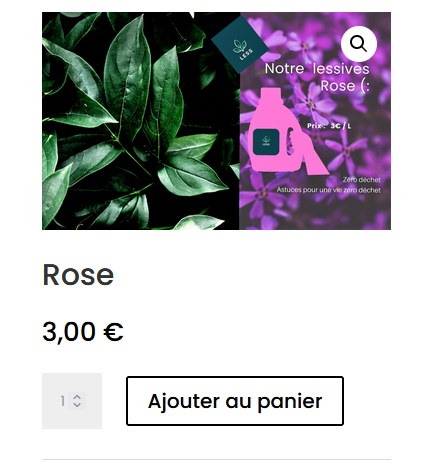 LESS
Notre lessives
Rose (:
Prix : 3€ / L
Zéro déchet
Astuces pour une vie zéro déchet
Rose
3,00 €
1
Ajouter au panier